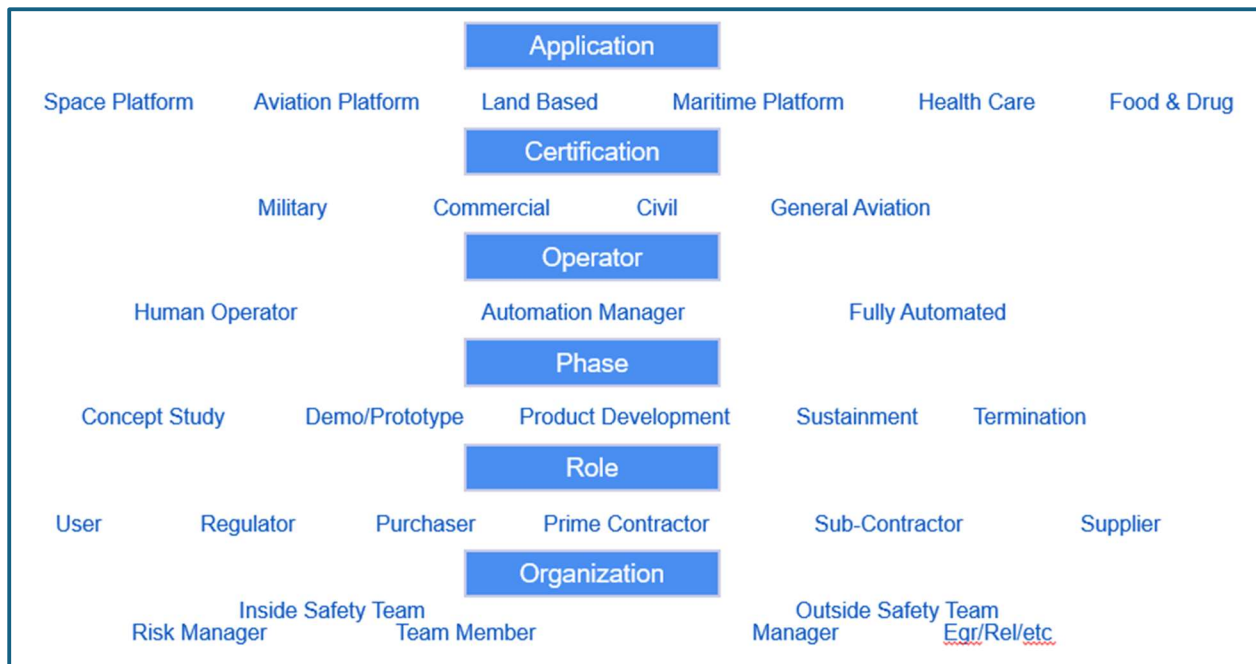 Application
Space Platform Aviation Platform Land Based Maritime Platform Health Care Food & Drug
Certification
Military Commercial Civil General Aviation
Operator
Human Operator Automation Manager Fully Automated
Phase
Concept Study Demo/Prototype Product Development Sustainment Termination
Role
User Regulator Purchaser Prime Contractor Sub-Contractor Supplier
Organization
Inside Safety Team Outside Safety Team
Risk Manager Team Member Manager Egr/Rel/etc